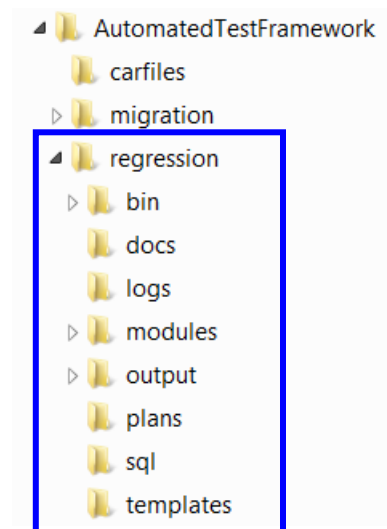 AutomatedTestFramework
carfiles
migration
regression
bin
docs
logs
modules
output
plans
sql
templates